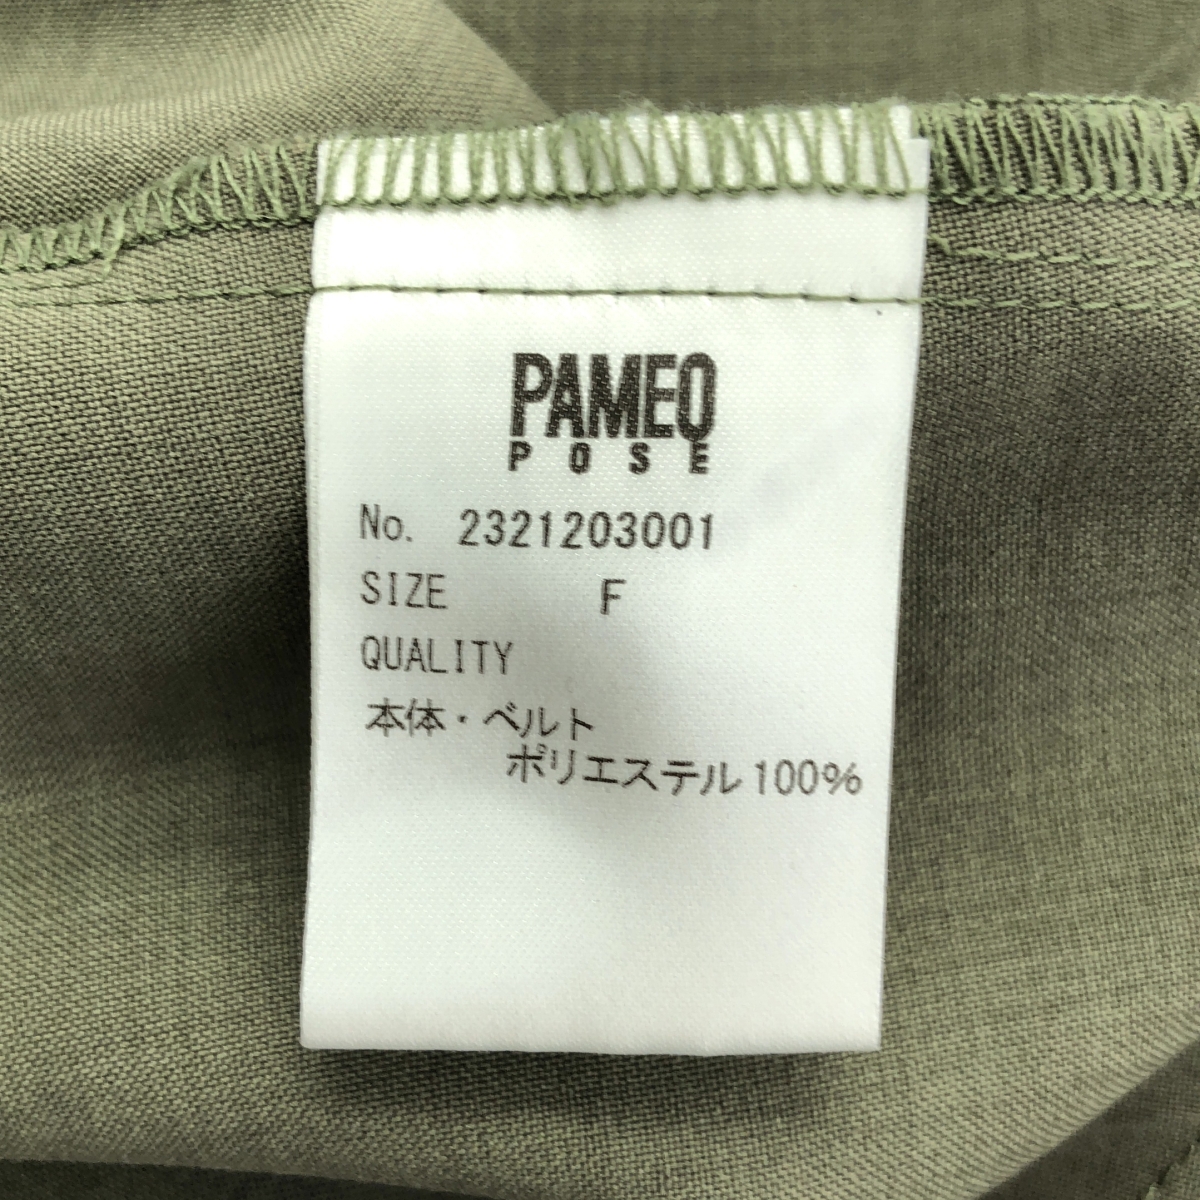 PAMEO
POSE
No. 2321203001
SIZE F
QUALITY
本体・ベルト
ポリエステル100%